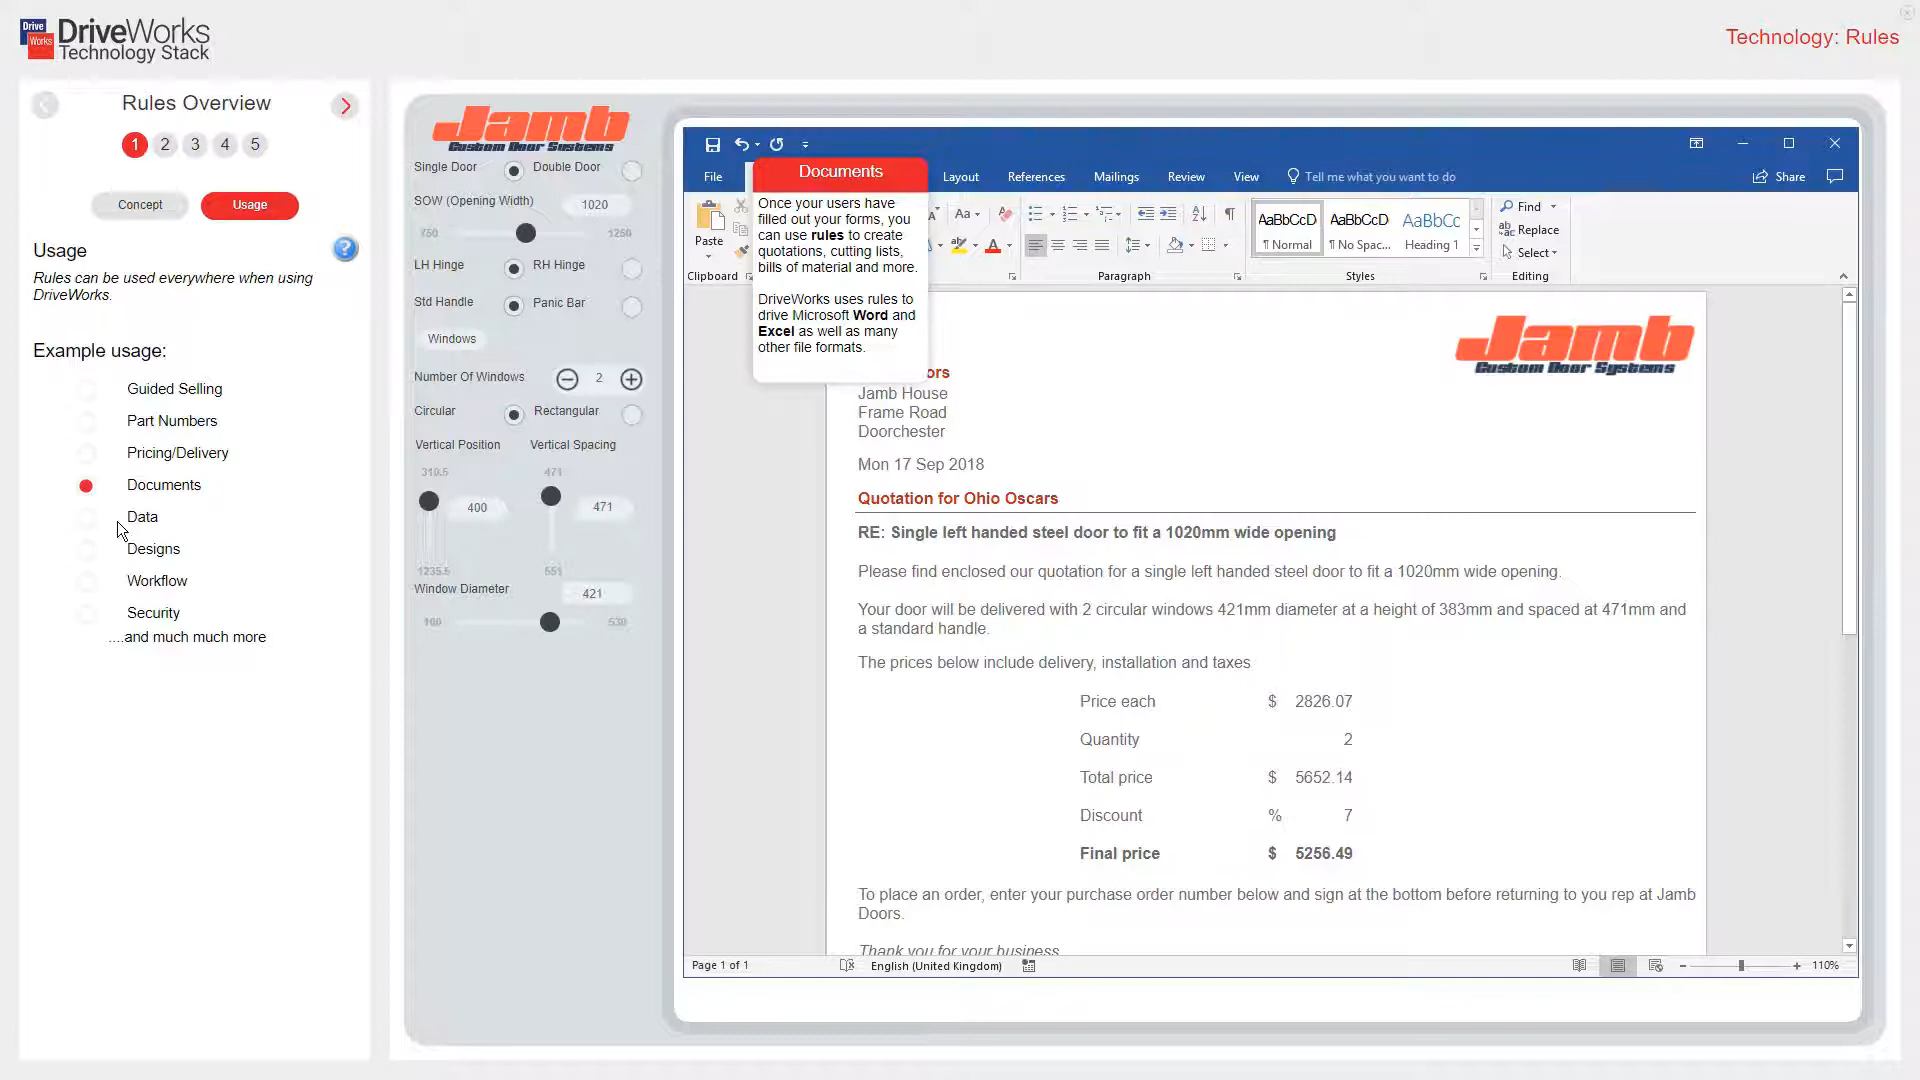 Drive
Works
DriveWorks
Technology Stack
Technology: Rules
Rules Overview
1 2 3 4 5
Concept
Usage
Usage
?
Rules can be used everywhere when using
DriveWorks.
Example usage:
Guided Selling
Part Numbers
Pricing/Delivery
Documents
Data
Designs
Workflow
Security
....and much much more
Jamb
Custom Door Systems
Single Door
Double Door
SOW (Opening Width)
1020
750
1250
LH Hinge
RH Hinge
Std Handle
Panic Bar
Windows
Number Of Windows
2
Circular
Rectangular
Vertical Position
Vertical Spacing
310.5
471
400
471
1235.5
551
Window Diameter
421
100
530
File
Layout
References
Mailings
Review
View
Tell me what you want to do
Share
Documents
Once your users have
filled out your forms, you
can use rules to create
quotations, cutting lists,
bills of material and more.
DriveWorks uses rules to
drive Microsoft Word and
Excel as well as many
other file formats.
Paste
Clipboard
Aa
A
Paragraph
AaBbCcD
¶ Normal
AaBbCcD
¶ No Spac...
AaBbCc
Heading 1
Styles
Find
Replace
Select
Editing
Jamb
Custom Door Systems
ors
Jamb House
Frame Road
Doorchester
Mon 17 Sep 2018
Quotation for Ohio Oscars
RE: Single left handed steel door to fit a 1020mm wide opening
Please find enclosed our quotation for a single left handed steel door to fit a 1020mm wide opening.
Your door will be delivered with 2 circular windows 421mm diameter at a height of 383mm and spaced at 471mm and
a standard handle.
The prices below include delivery, installation and taxes
Price each $ 2826.07
Quantity 2
Total price $ 5652.14
Discount % 7
Final price $ 5256.49
To place an order, enter your purchase order number below and sign at the bottom before returning to you rep at Jamb
Doors.
Thank you for your business
Page 1 of 1
English (United Kingdom)
110%